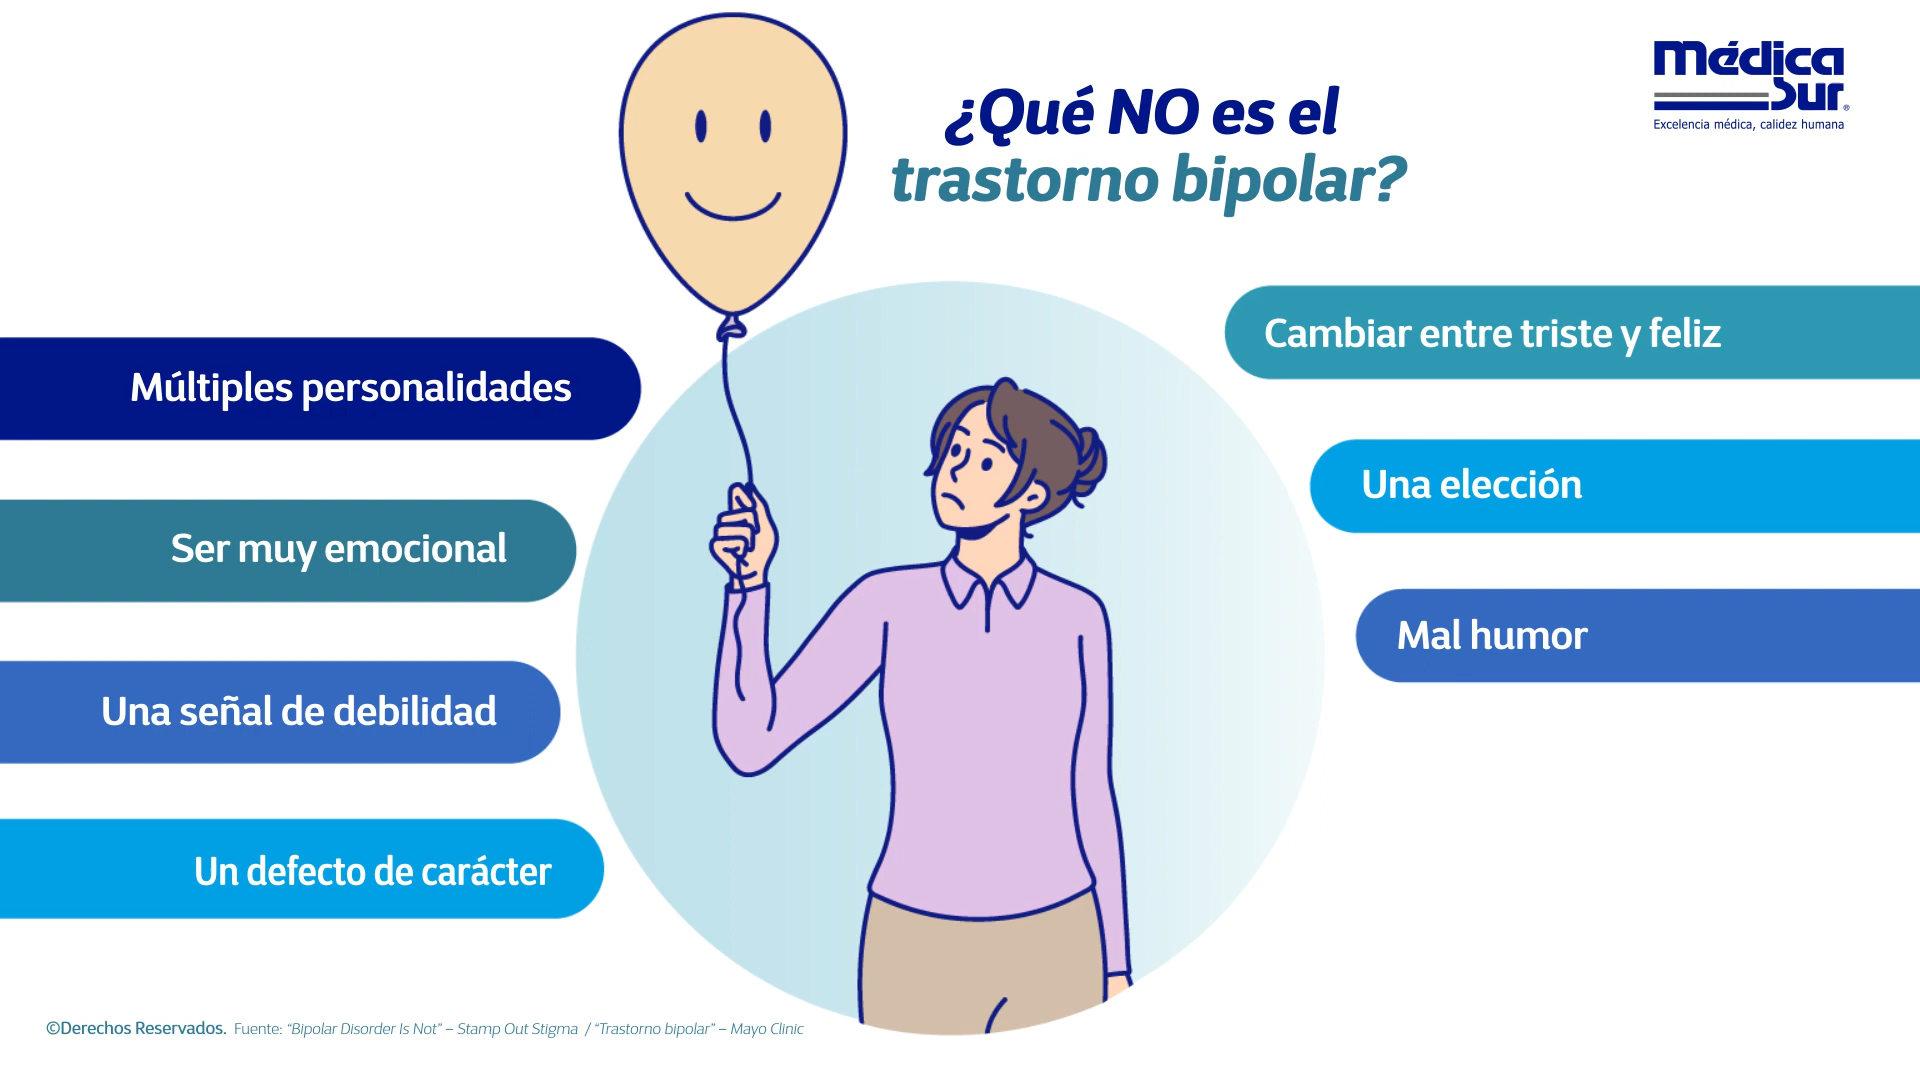 ¿Qué NO es el
trastorno bipolar?
médica
Sur®
Excelencia médica, calidez humana
Múltiples personalidades
Ser muy emocional
Una señal de debilidad
Un defecto de carácter
Cambiar entre triste y feliz
Una elección
Mal humor
©Derechos Reservados. Fuente: “Bipolar Disorder Is Not” – Stamp Out Stigma / “Trastorno bipolar” – Mayo Clinic